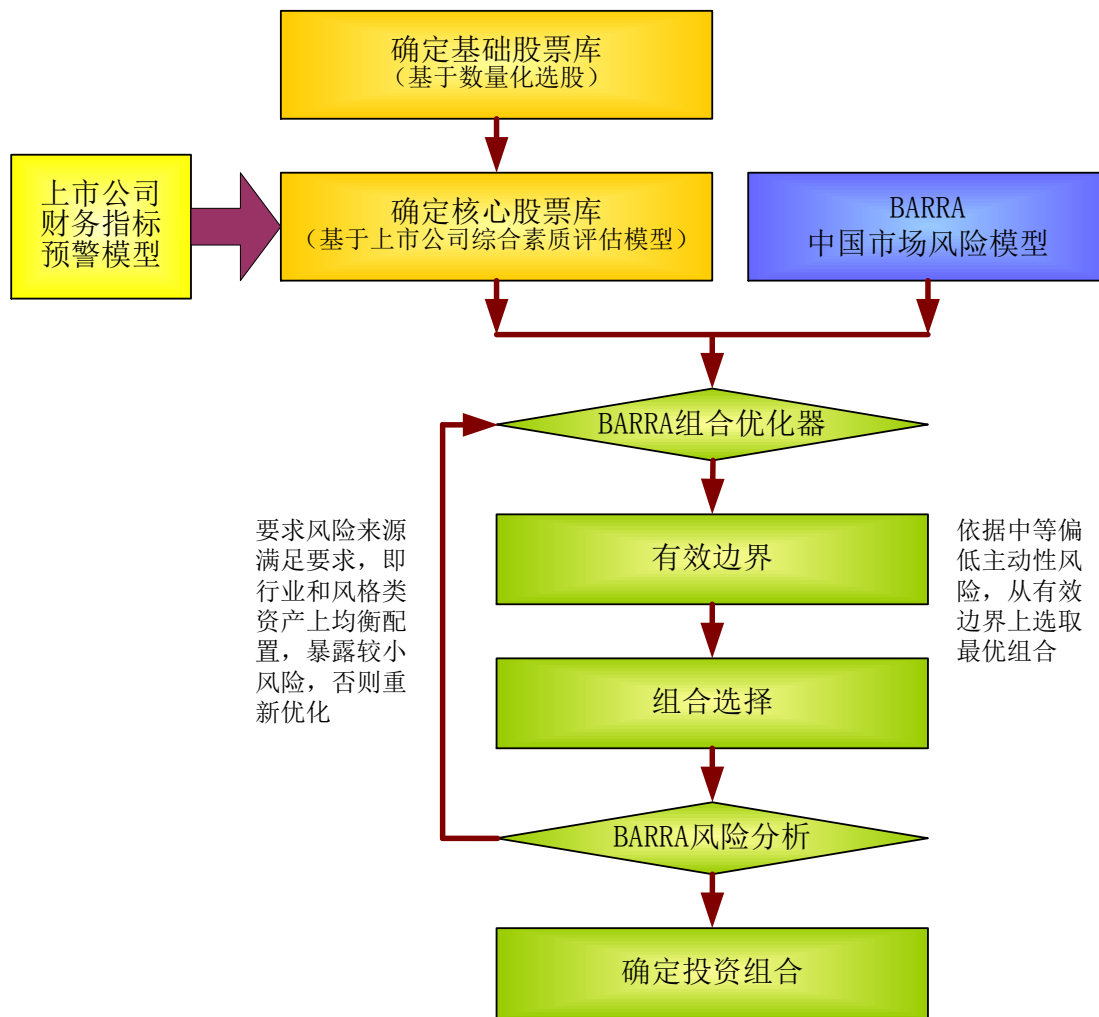 确定基础股票库
（基于数量化选股）
上市公司
财务指标
预警模型
确定核心股票库
（基于上市公司综合素质评估模型）
BARRA
中国市场风险模型
BARRA组合优化器
要求风险来源
满足要求，即
行业和风格类
资产上均衡配
置，暴露较小
风险，否则重
新优化
有效边界
依据中等偏
低主动性风
险，从有效
边界上选取
最优组合
组合选择
BARRA风险分析
确定投资组合